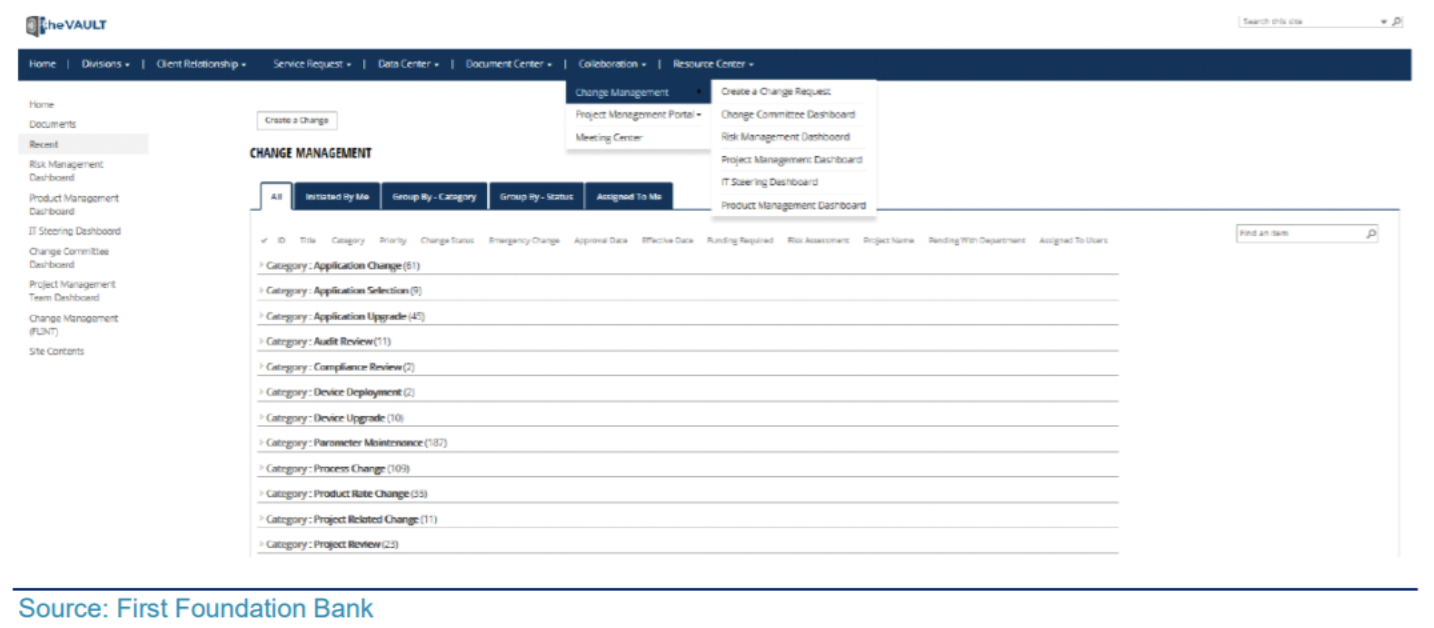 theVAULT
Search this site
Home | Divisions | Client Relationship Service Request | Data Center | Document Center | Collaboration | Resource Center
Change Management
Project Management Portal
Meeting Center
Create a Change Request
Change Committee Dashboard
Risk Management Dashboard
Project Management Dashboard
IT Steering Dashboard
Product Management Dashboard
Home
Documents
Recent
Risk Management
Dashboard
Product Management
Dashboard
IT Steering Dashboard
Change Committee
Dashboard
Project Management
Team Dashboard
Change Management
(FLINT)
Site Contents
Create a Change
CHANGE MANAGEMENT
All Initiated By Me Group By - Category Group By - Status Assigned To Me
ID Title Category Priority Change Status Emergency Change Approval Date Effective Date Funding Required Risk Assessment Project Name Pending With Department Assigned To Users
Find an item
Category : Application Change (61)
Category : Application Selection (9)
Category : Application Upgrade (45)
Category : Audit Review (11)
Category : Compliance Review (2)
Category : Device Deployment (2)
Category : Device Upgrade (10)
Category : Parameter Maintenance (187)
Category : Process Change (109)
Category : Product Rate Change (33)
Category : Project Related Change (11)
Category : Project Review (23)
Source: First Foundation Bank